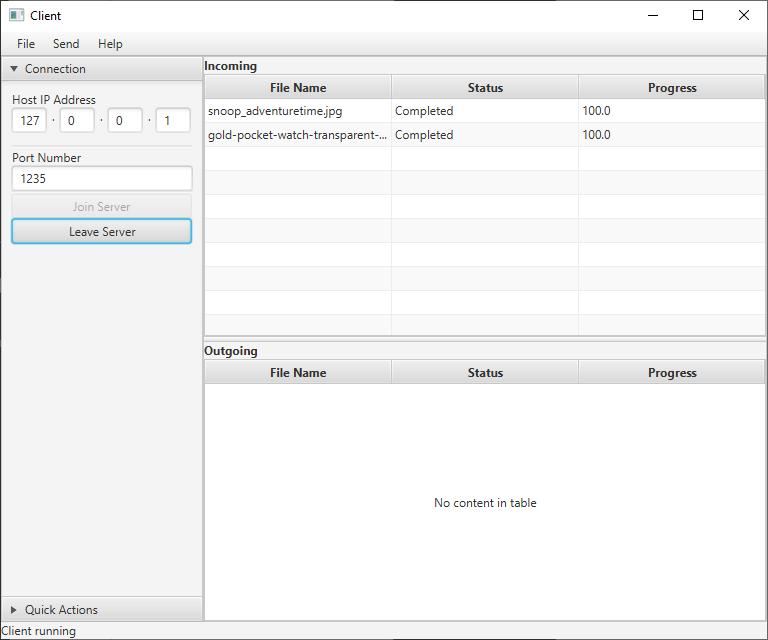 Client
File Send Help
Connection
Host IP Address
127 . 0 . 0 . 1
Port Number
1235
Join Server
Leave Server
Quick Actions
Incoming
File Name Status Progress
snoop_adventuretime.jpg Completed 100.0
gold-pocket-watch-transparent-... Completed 100.0
Outgoing
File Name Status Progress
No content in table
Client running